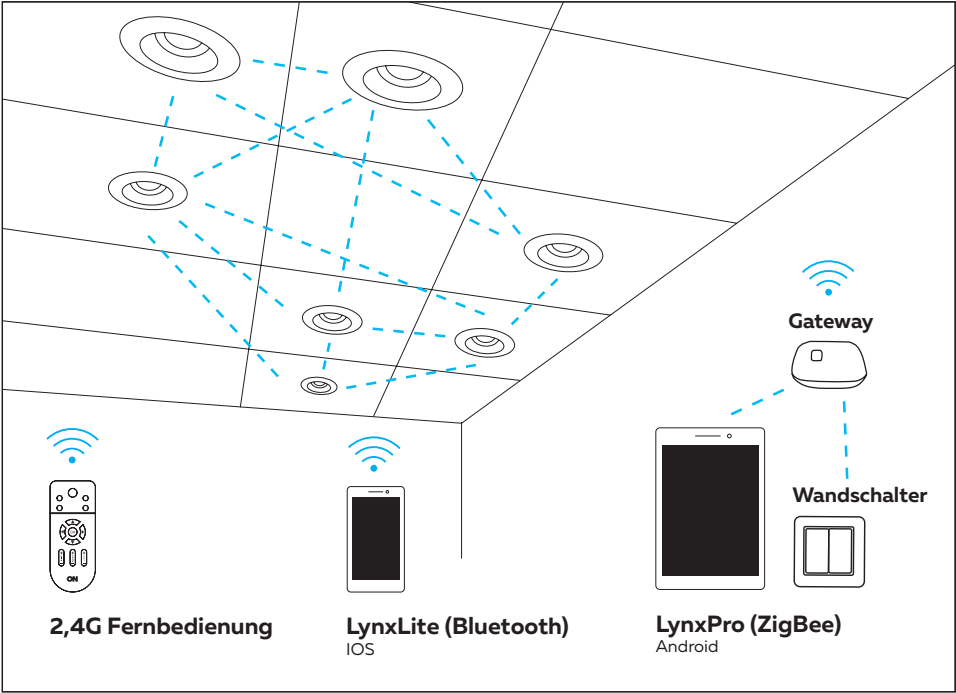 Gateway
Wandschalter
ON
2,4G Fernbedienung
LynxLite (Bluetooth)
IOS
LynxPro (ZigBee)
Android